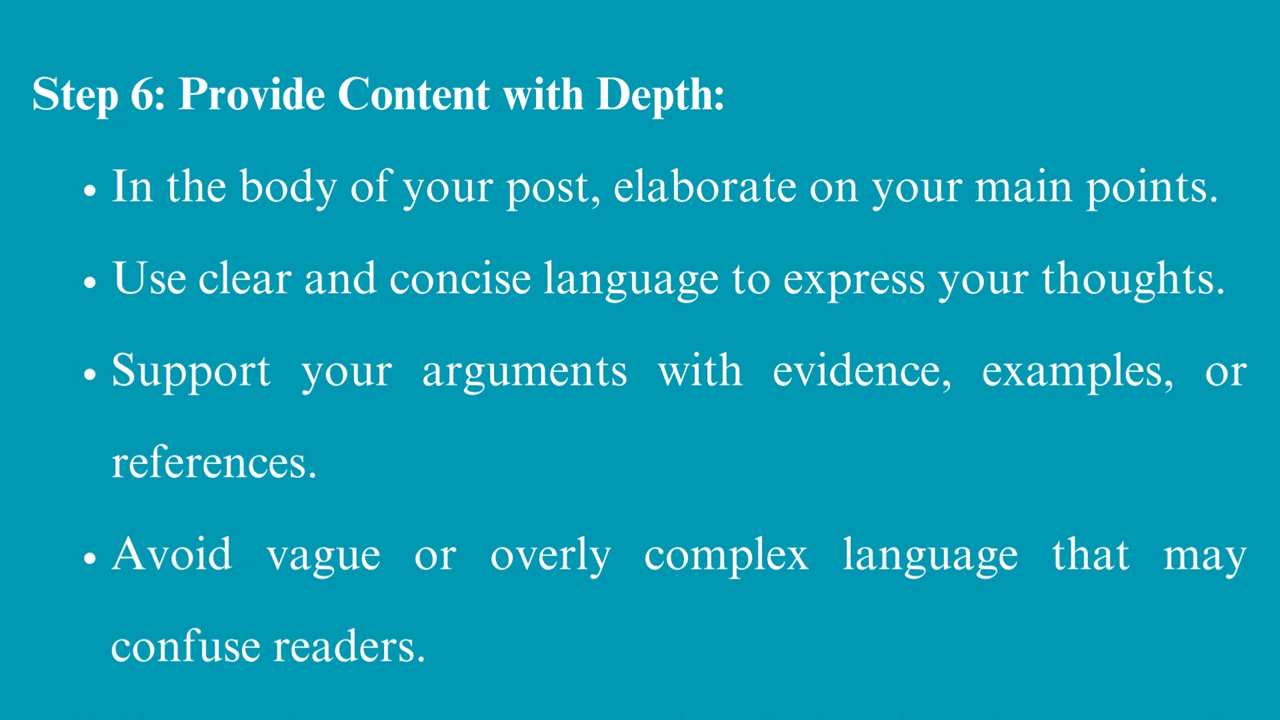 Step 6: Provide Content with Depth:
• In the body of your post, elaborate on your main points.
• Use clear and concise language to express your thoughts.
• Support your arguments with evidence, examples, or
references.
• Avoid vague or overly complex language that may
confuse readers.